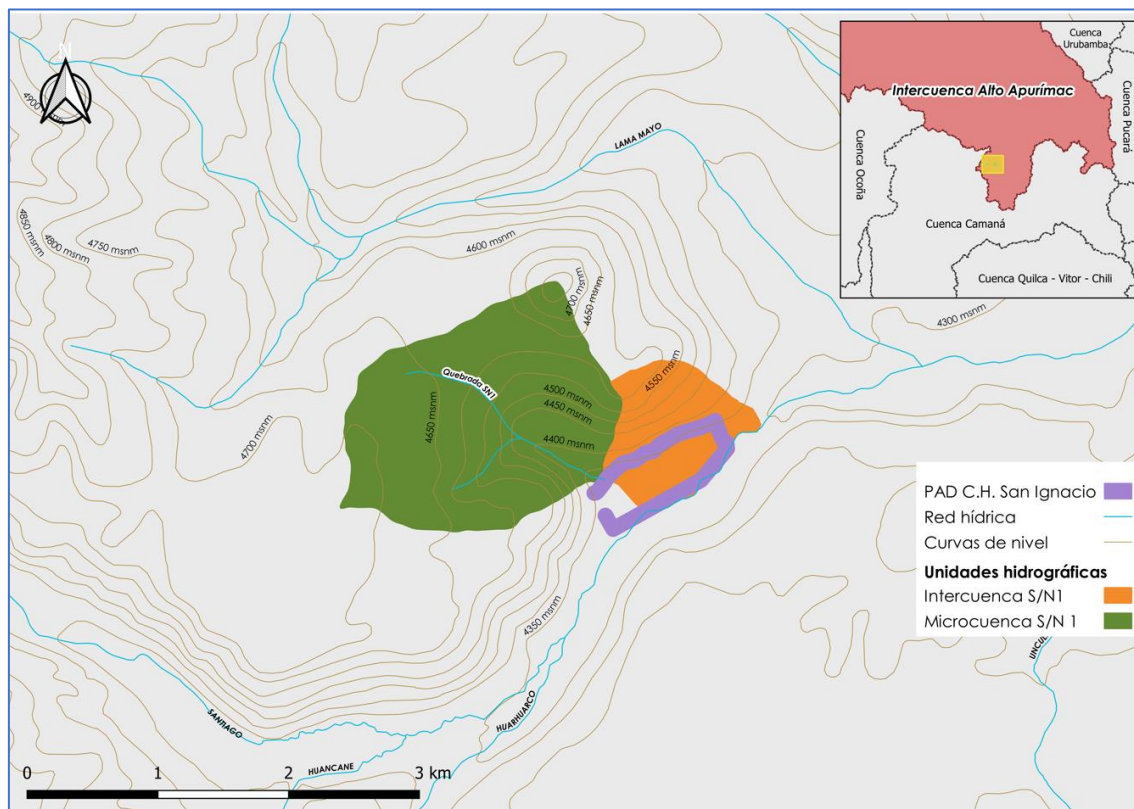 N
4900 msnm
4850 msnm
4800 msnm
4750 msnm
4600 msnm
LAMA MAYO
4700 msnm
4650 msnm
4550 msnm
4300 msnm
Quebrada SN1
4500 msnm
4450 msnm
4400 msnm
4650 msnm
4700 msnm
4350 msnm
SANTIAGO
HUANCANE
HUARHUARCO
0 1 2 3 km
Cuenca
Urubamba
Intercuenca Alto Apurímac
Cuenca Pucará
Cuenca Ocoña
Cuenca Camaná
Cuenca Quilca - Vitor - Chili
PAD C.H. San Ignacio
Red hídrica
Curvas de nivel
Unidades hidrográficas
Intercuenca S/N1
Microcuenca S/N 1